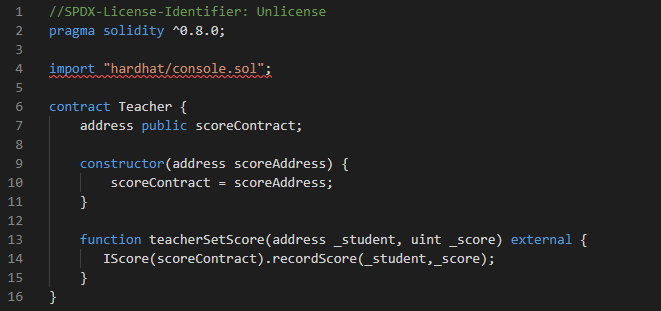 1 //SPDX-License-Identifier: Unlicense
2 pragma solidity ^0.8.0;
3
4 import "hardhat/console.sol";
5
6 contract Teacher {
7     address public scoreContract;
8
9     constructor(address scoreAddress) {
10         scoreContract = scoreAddress;
11     }
12
13     function teacherSetScore(address _student, uint _score) external {
14        IScore(scoreContract).recordScore(_student,_score);
15     }
16 }